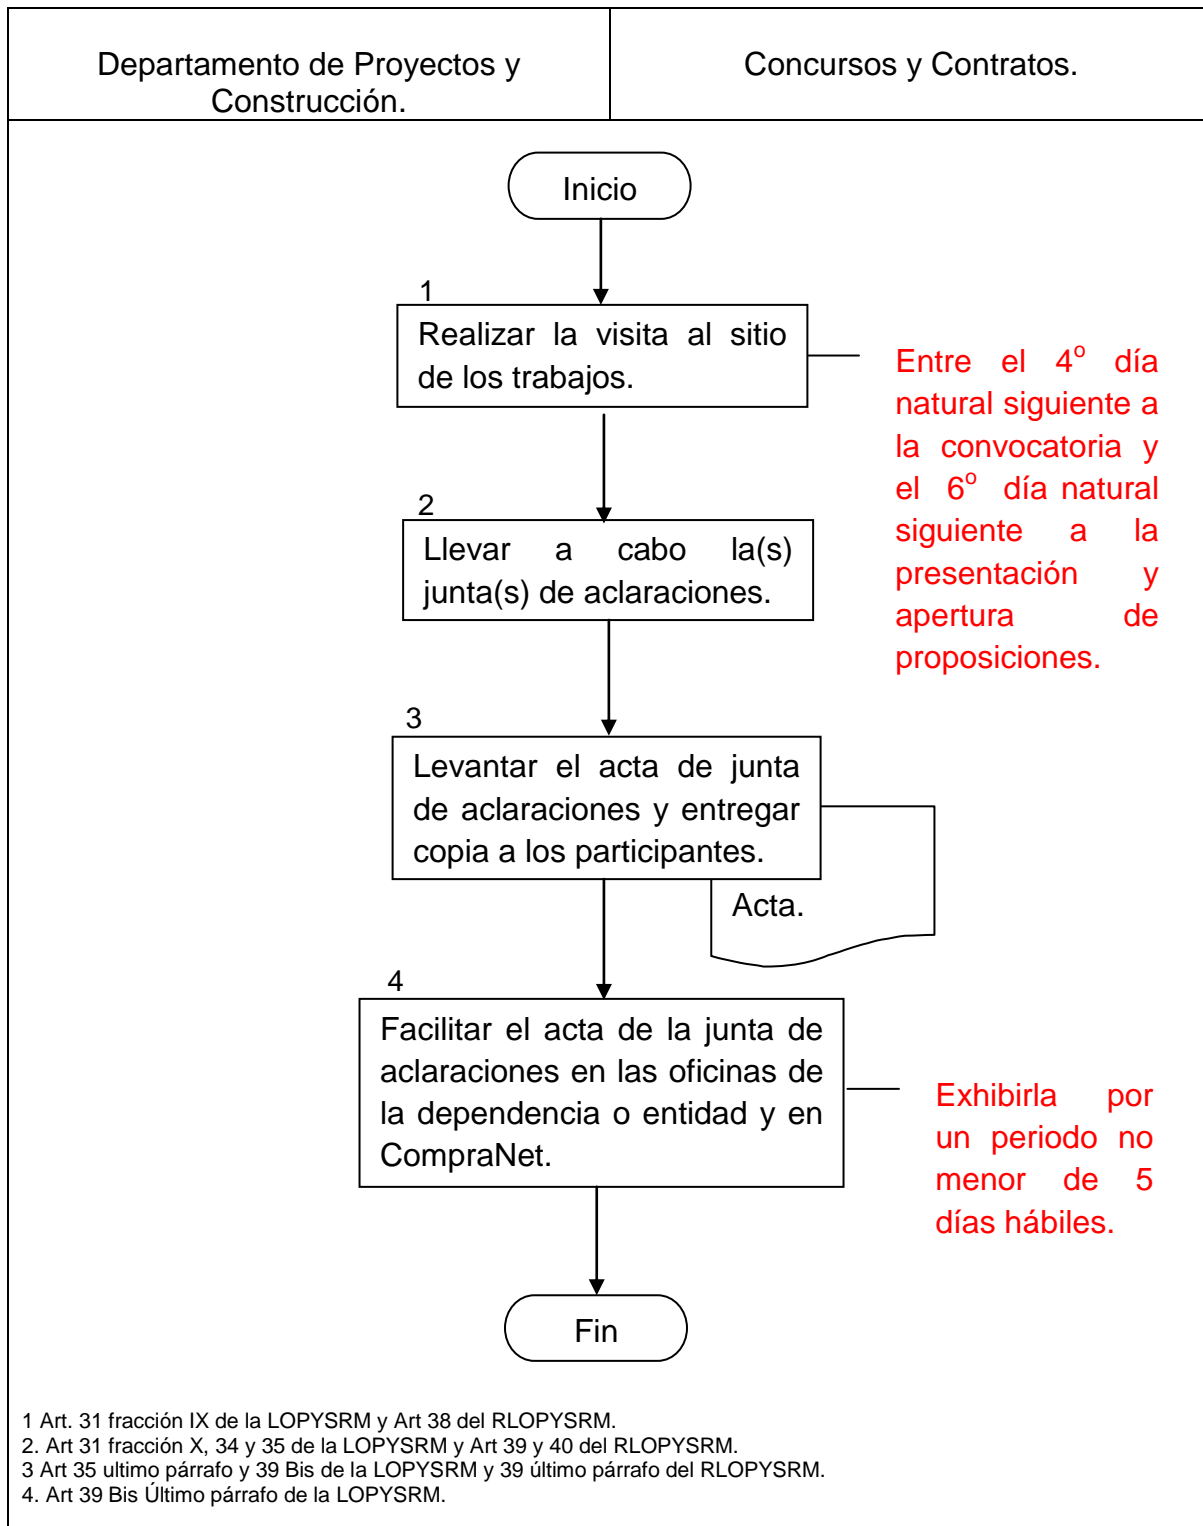 Departamento de Proyectos y
Construcción.
Concursos y Contratos.
Inicio
1
Realizar la visita al sitio
de los trabajos.
Entre el 4º día
natural siguiente a
la convocatoria y
el 6º día natural
siguiente a la
presentación y
apertura de
proposiciones.
2
Llevar a cabo la(s)
junta(s) de aclaraciones.
3
Levantar el acta de junta
de aclaraciones y entregar
copia a los participantes.
Acta.
4
Facilitar el acta de la junta de
aclaraciones en las oficinas de
la dependencia o entidad y en
CompraNet.
Exhibirla por
un periodo no
menor de 5
días hábiles.
Fin
1 Art. 31 fracción IX de la LOPYSRM y Art 38 del RLOPYSRM.
2. Art 31 fracción X, 34 y 35 de la LOPYSRM y Art 39 y 40 del RLOPYSRM.
3 Art 35 ultimo párrafo y 39 Bis de la LOPYSRM y 39 último párrafo del RLOPYSRM.
4. Art 39 Bis Último párrafo de la LOPYSRM.